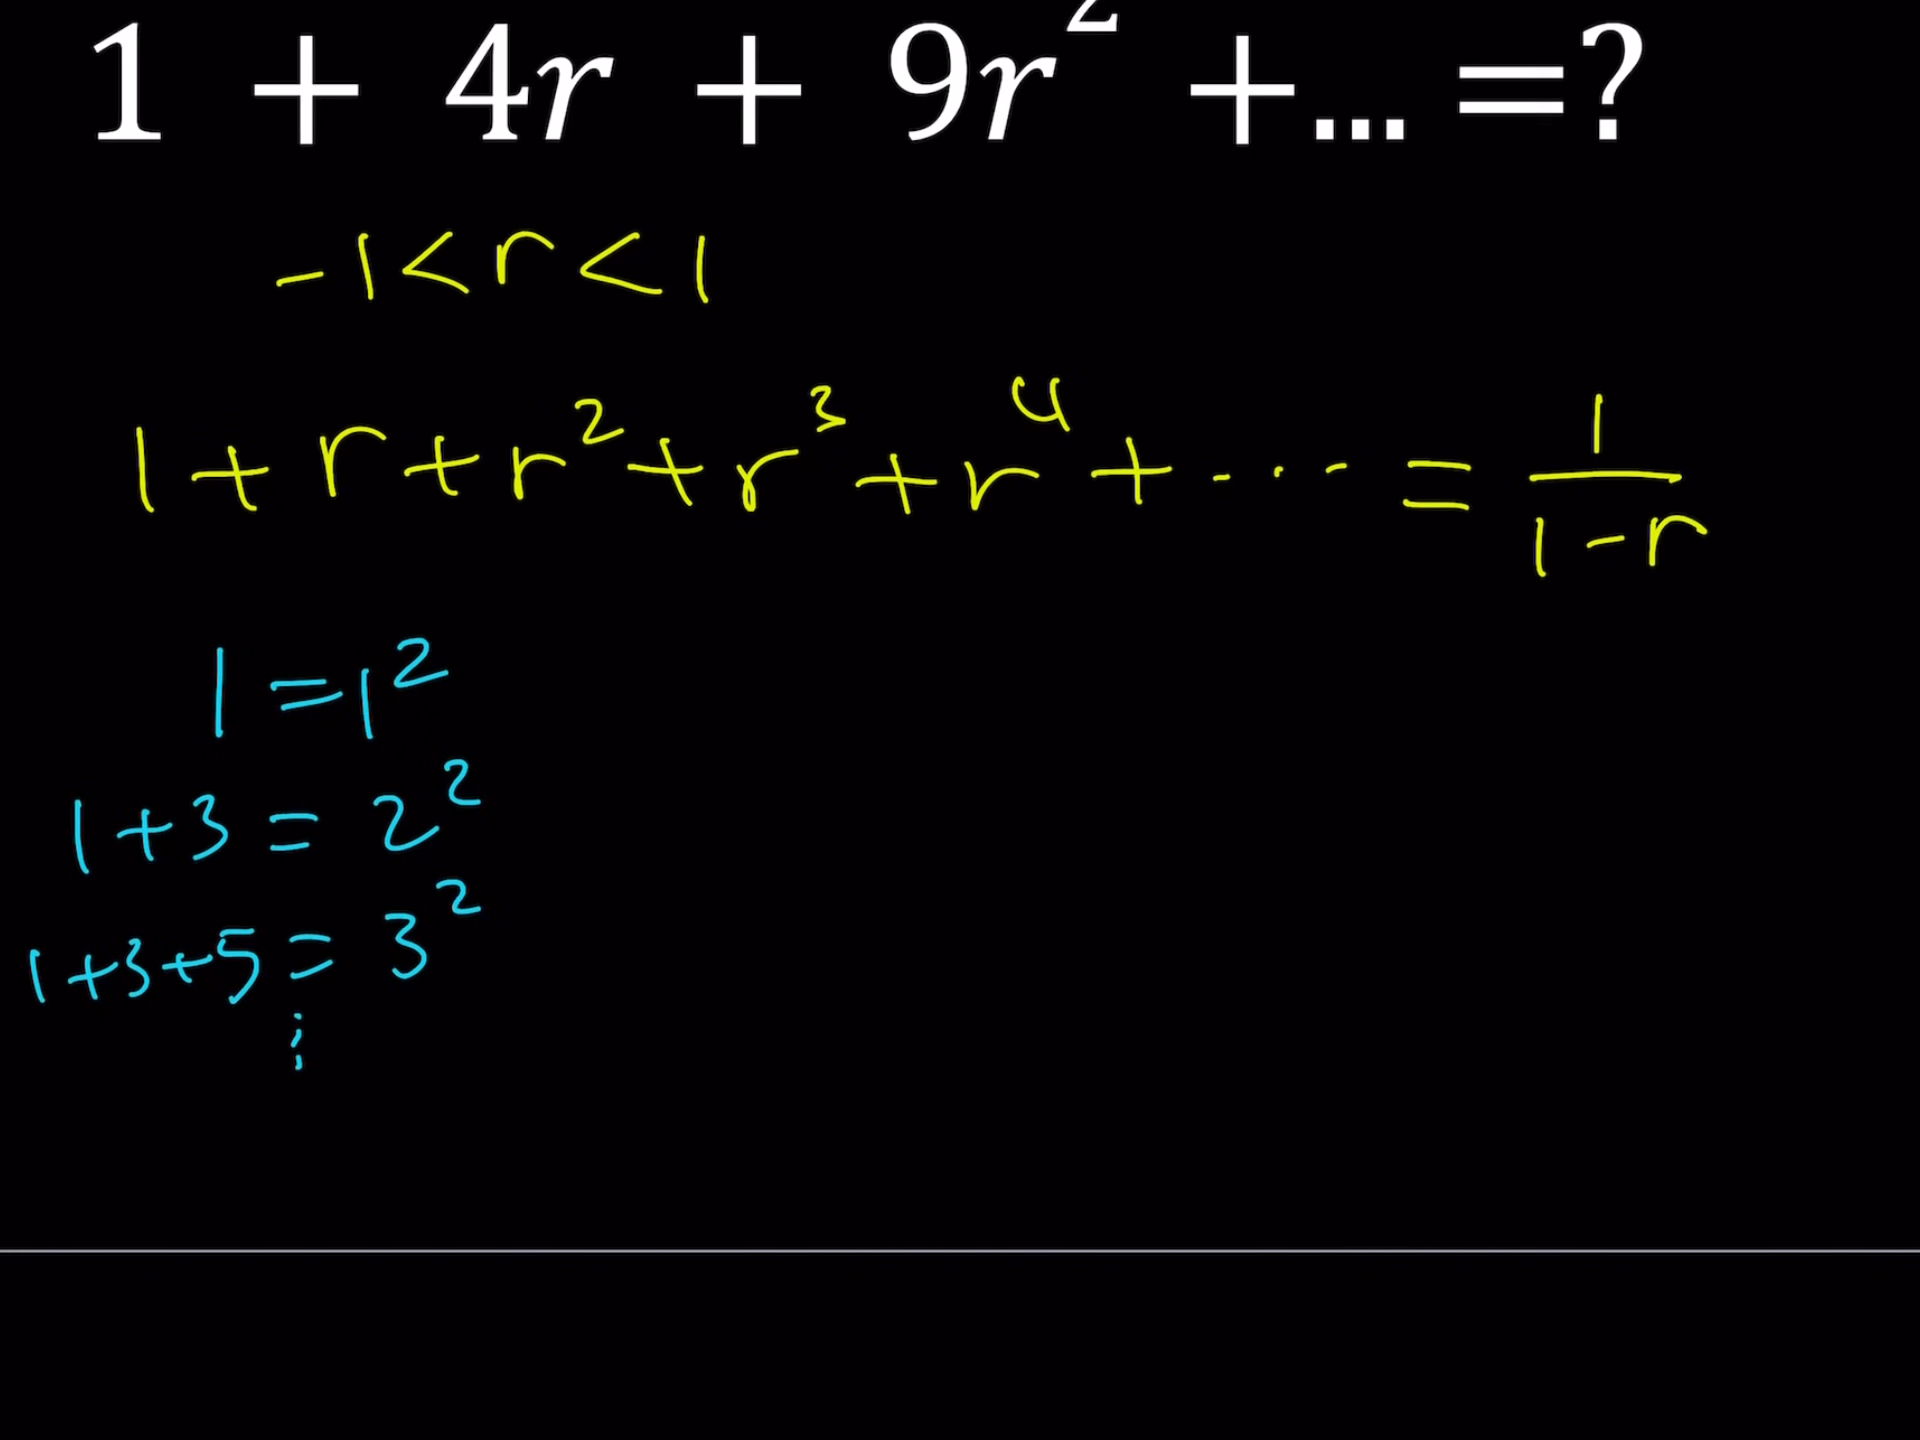 1 + 4r + 9r² +... =?
-1<r<1
1+r+r²+r³+r⁴+···=1/(1-r)
1=1²
1+3=2²
1+3+5=3²
⋮